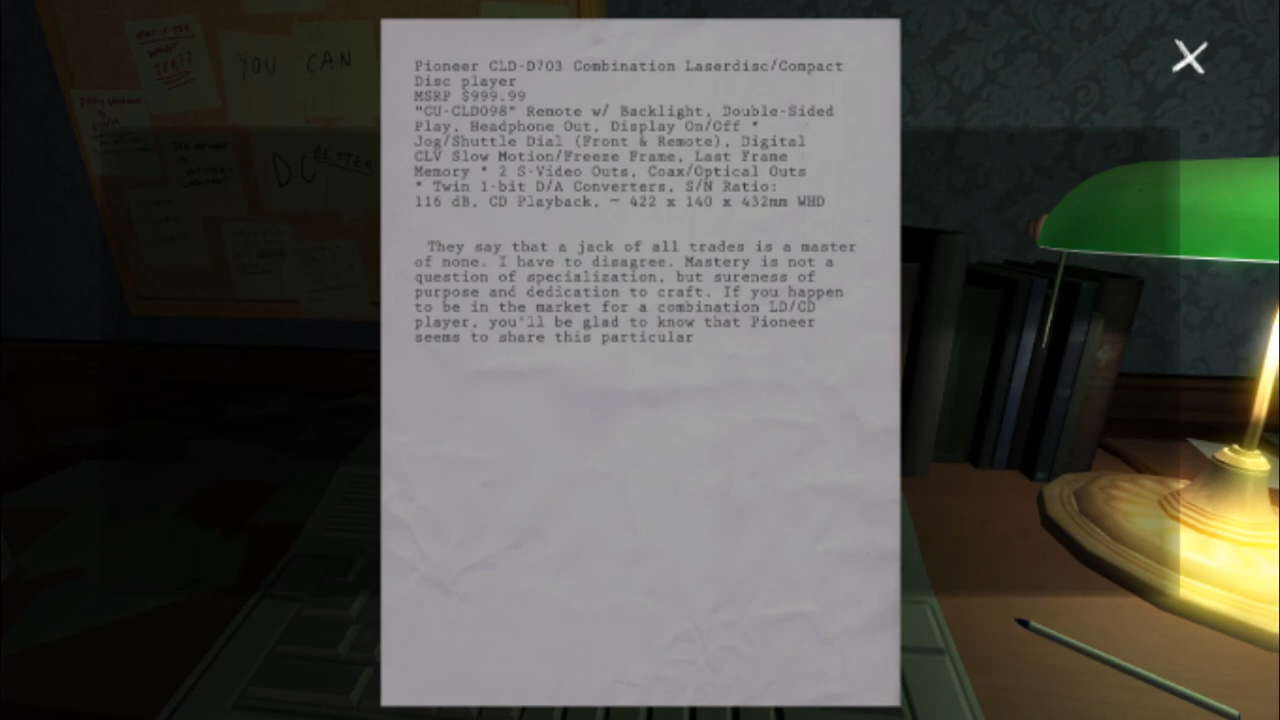 WHAT IF JFK
WASN'T
JFK??
YOU CAN
DO BETTER
Pioneer CLD-D703 Combination Laserdisc/Compact
Disc player
MSRP $999.99
"CU-CLD098" Remote w/ Backlight, Double-Sided
Play, Headphone Out, Display On/Off *
Jog/Shuttle Dial (Front & Remote), Digital
CLV Slow Motion/Freeze Frame, Last Frame
Memory * 2 S-Video Outs, Coax/Optical Outs
* Twin 1-bit D/A Converters, S/N Ratio:
116 dB, CD Playback, ~ 422 x 140 x 432mm WHD
They say that a jack of all trades is a master
of none. I have to disagree. Mastery is not a
question of specialization, but sureness of
purpose and dedication to craft. If you happen
to be in the market for a combination LD/CD
player, you'll be glad to know that Pioneer
seems to share this particular